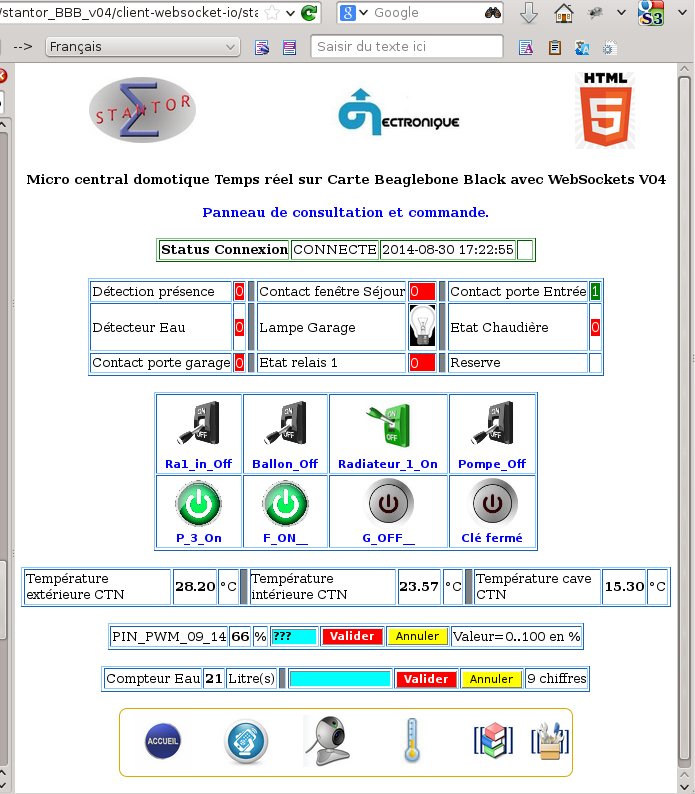 /stantor_BBB_v04/client-websocket-io/sta
Google
S3
--> Français Saisir du texte ici
STANTOR
ECTRONIQUE
HTML
5
Micro central domotique Temps réel sur Carte Beaglebone Black avec WebSockets V04
Panneau de consultation et commande.
Status Connexion CONNECTE 2014-08-30 17:22:55
Détection présence 0 Contact fenêtre Séjour 0 Contact porte Entrée 1
Détecteur Eau 0 Lampe Garage Etat Chaudière 0
Contact porte garage 0 Etat relais 1 0 Reserve
ON OFF ON OFF ON OFF ON OFF
Ra1_in_Off Ballon_Off Radiateur_1_On Pompe_Off
P_3_On F_ON__ G_OFF__ Clé fermé
Température extérieure CTN 28.20 °C Température intérieure CTN 23.57 °C Température cave CTN 15.30 °C
PIN_PWM_09_14 66 % ??? Valider Annuler Valeur=0..100 en %
Compteur Eau 21 Litre(s) Valider Annuler 9 chiffres
ACCUEIL